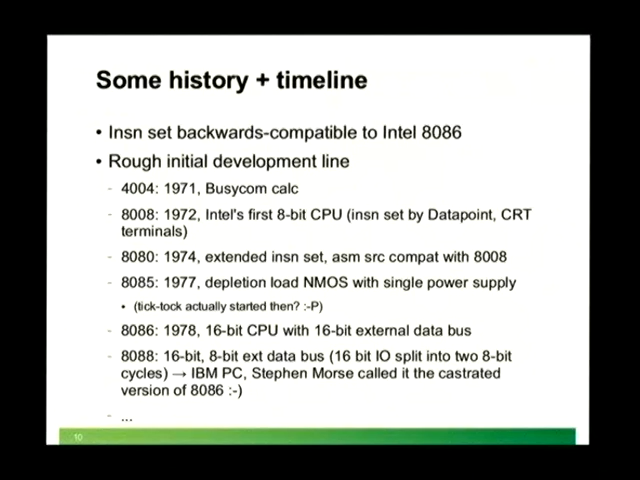 Some history + timeline
• Insn set backwards-compatible to Intel 8086
• Rough initial development line
- 4004: 1971, Busycom calc
- 8008: 1972, Intel's first 8-bit CPU (insn set by Datapoint, CRT
terminals)
- 8080: 1974, extended insn set, asm src compat with 8008
- 8085: 1977, depletion load NMOS with single power supply
• (tick-tock actually started then? :-P)
- 8086: 1978, 16-bit CPU with 16-bit external data bus
- 8088: 16-bit, 8-bit ext data bus (16 bit IO split into two 8-bit
cycles) → IBM PC, Stephen Morse called it the castrated
version of 8086 :-)
- ...
10